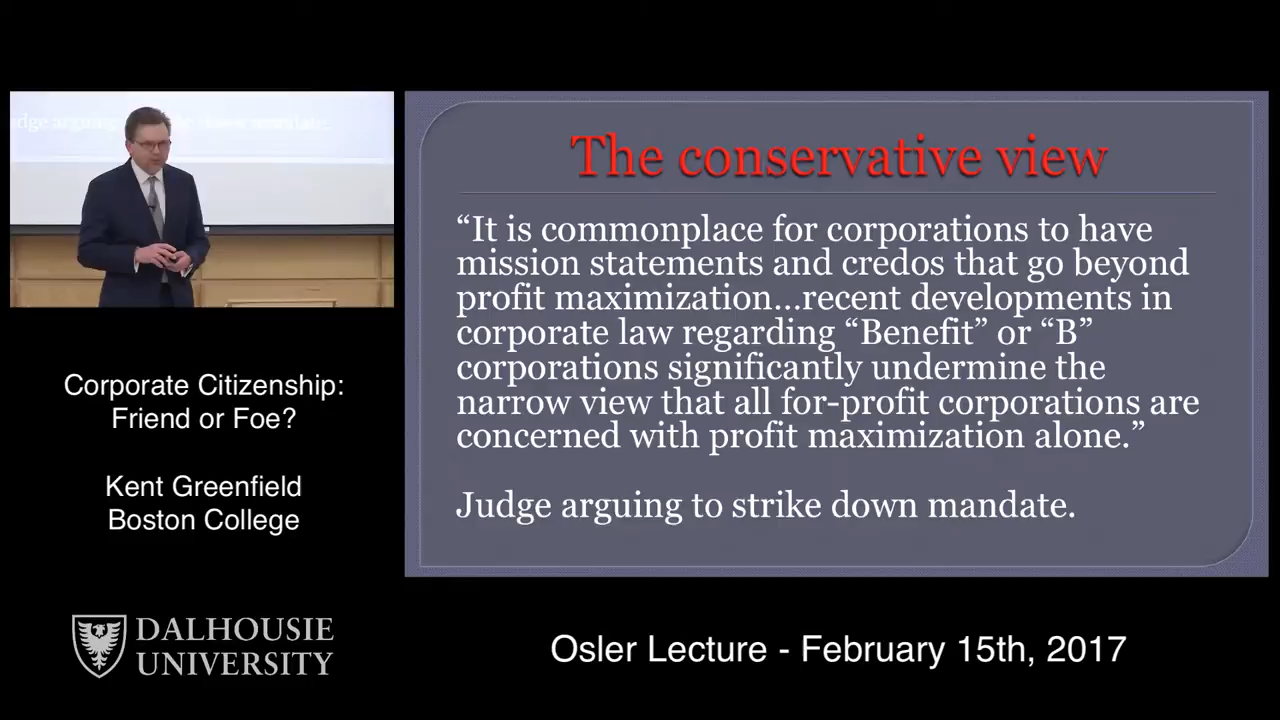 dge argui mandate.
Corporate Citizenship:
Friend or Foe?
Kent Greenfield
Boston College
DALHOUSIE
UNIVERSITY
The conservative view
“It is commonplace for corporations to have
mission statements and credos that go beyond
profit maximization...recent developments in
corporate law regarding “Benefit” or “B”
corporations significantly undermine the
narrow view that all for-profit corporations are
concerned with profit maximization alone.”
Judge arguing to strike down mandate.
Osler Lecture - February 15th, 2017